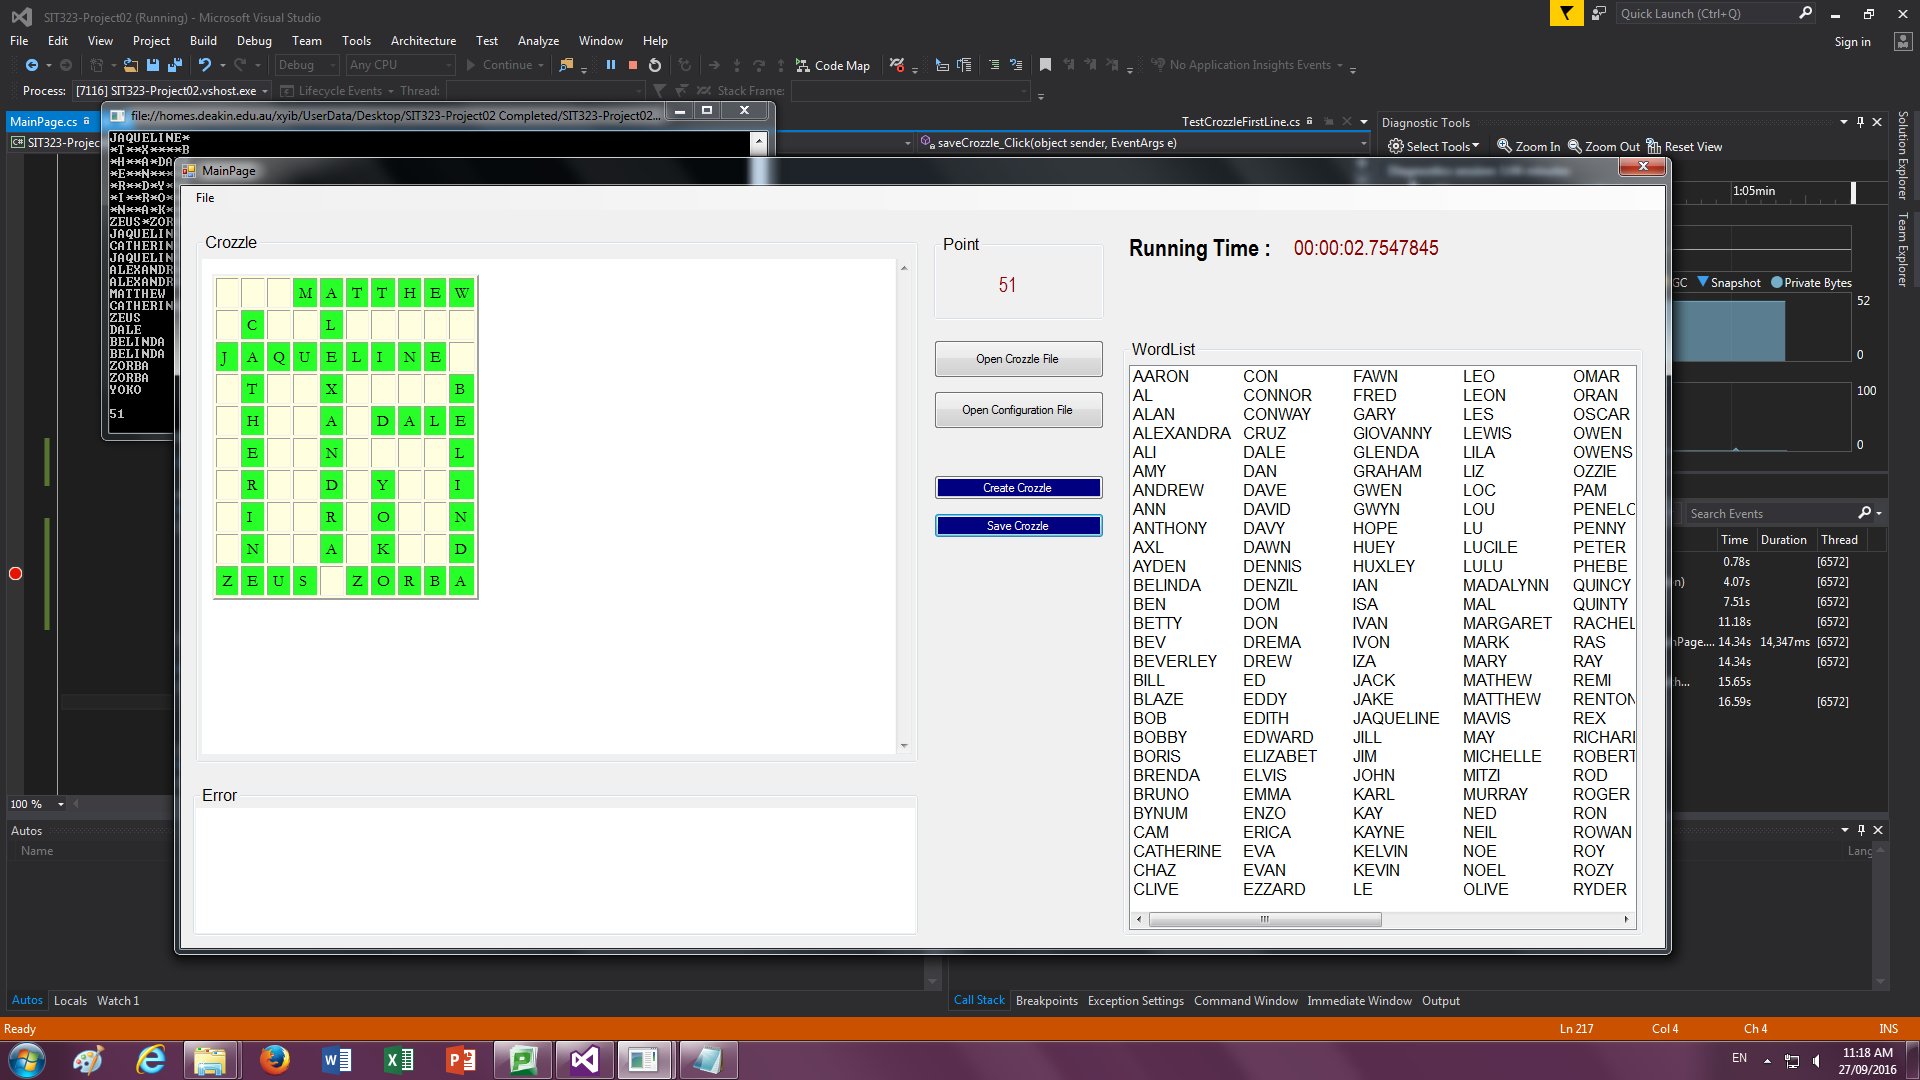 SIT323-Project02 (Running) - Microsoft Visual Studio
Quick Launch (Ctrl+Q)
File Edit View Project Build Debug Team Tools Architecture Test Analyze Window Help
Sign in
Debug Any CPU Continue Code Map No Application Insights Events
Process: [7116] SIT323-Project02.vshost.exe Lifecycle Events Thread: Stack Frame:
MainPage.cs
file://homes.deakin.edu.au/xyib/UserData/Desktop/SIT323-Project02 Completed/SIT323-Project02...
TestCrozzleFirstLine.cs
Diagnostic Tools
SIT323-Projec
saveCrozzle_Click(object sender, EventArgs e)
Select Tools Zoom In Zoom Out Reset View
Solution Explorer
Team Explorer
JAQUELINE*
*T**X****B
*H**A*DA
*E**N***
*R**D*Y*
*I**R*O*
*N**A*K*
ZEUS*ZOR
JAQUELIN
CATHERIN
JAQUELIN
ALEXANDR
ALEXANDR
MATTHEW
CATHERIN
ZEUS
DALE
BELINDA
BELINDA
ZORBA
ZORBA
YOKO
51
MainPage
File
Crozzle
M A T T H E W
C L
J A Q U E L I N E
T X B
H A D A L E
E N L
R D Y I
I R O N
N A K D
Z E U S Z O R B A
Point
51
Running Time : 00:00:02.7547845
Open Crozzle File
Open Configuration File
Create Crozzle
Save Crozzle
WordList
AARON CON FAWN LEO OMAR
AL CONNOR FRED LEON ORAN
ALAN CONWAY GARY LES OSCAR
ALEXANDRA CRUZ GIOVANNY LEWIS OWEN
ALI DALE GLENDA LILA OWENS
AMY DAN GRAHAM LIZ OZZIE
ANDREW DAVE GWEN LOC PAM
ANN DAVID GWYN LOU PENELO
ANTHONY DAVY HOPE LU PENNY
AXL DAWN HUEY LUCILE PETER
AYDEN DENNIS HUXLEY LULU PHEBE
BELINDA DENZIL IAN MADALYNN QUINCY
BEN DOM ISA MAL QUINTY
BETTY DON IVAN MARGARET RACHEL
BEV DREMA IVON MARK RAS
BEVERLEY DREW IZA MARY RAY
BILL ED JACK MATHEW REMI
BLAZE EDDY JAKE MATTHEW RENTON
BOB EDITH JAQUELINE MAVIS REX
BOBBY EDWARD JILL MAY RICHARI
BORIS ELIZABET JIM MICHELLE ROBERT
BRENDA ELVIS JOHN MITZI ROD
BRUNO EMMA KARL MURRAY ROGER
BYNUM ENZO KAY NED RON
CAM ERICA KAYNE NEIL ROWAN
CATHERINE EVA KELVIN NOE ROY
CHAZ EVAN KEVIN NOEL ROZY
CLIVE EZZARD LE OLIVE RYDER
Error
1:05min
GC Snapshot Private Bytes
52
0
100
0
Search Events
Time Duration Thread
0.78s [6572]
n) 4.07s [6572]
7.51s [6572]
11.18s [6572]
nPage.... 14.34s 14,347ms [6572]
14.34s [6572]
h... 15.65s [6572]
16.59s [6572]
100 %
Autos
Name
Lang
Autos Locals Watch 1
Call Stack Breakpoints Exception Settings Command Window Immediate Window Output
Ready
Ln 217 Col 4 Ch 4 INS
EN
11:18 AM
27/09/2016